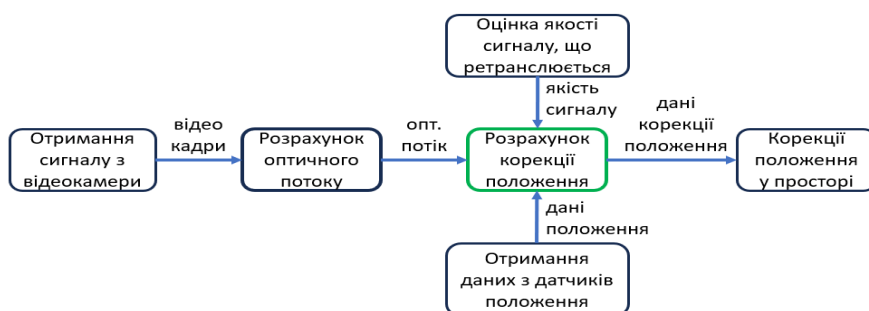 Оцінка якості
сигналу, що
ретранслюється
якість
сигналу
Отримання
сигналу з
відеокамери
відео
кадри
Розрахунок
оптичного
потоку
опт.
потік
Розрахунок
корекції
положення
дані
корекції
положення
Корекції
положення
у просторі
дані
положення
Отримання
даних з датчиків
положення